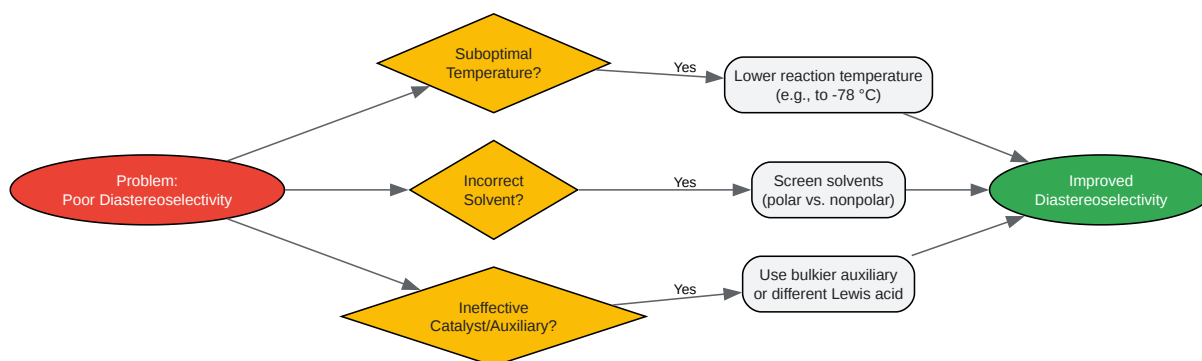 Problem:
Poor Diastereoselectivity
Suboptimal
Temperature?
Yes
Lower reaction temperature
(e.g., to -78 °C)
Incorrect
Solvent?
Yes
Screen solvents
(polar vs. nonpolar)
Improved
Diastereoselectivity
Ineffective
Catalyst/Auxiliary?
Yes
Use bulkier auxiliary
or different Lewis acid